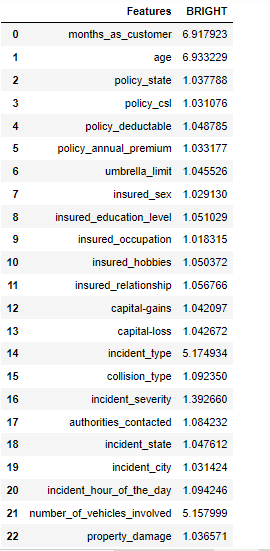 Features BRIGHT
0 months_as_customer 6.917923
1 age 6.933229
2 policy_state 1.037788
3 policy_csl 1.031076
4 policy_deductable 1.048785
5 policy_annual_premium 1.033177
6 umbrella_limit 1.045526
7 insured_sex 1.029130
8 insured_education_level 1.051029
9 insured_occupation 1.018315
10 insured_hobbies 1.050372
11 insured_relationship 1.056766
12 capital-gains 1.042097
13 capital-loss 1.042672
14 incident_type 5.174934
15 collision_type 1.092350
16 incident_severity 1.392660
17 authorities_contacted 1.084232
18 incident_state 1.047612
19 incident_city 1.031424
20 incident_hour_of_the_day 1.094246
21 number_of_vehicles_involved 5.157999
22 property_damage 1.036571